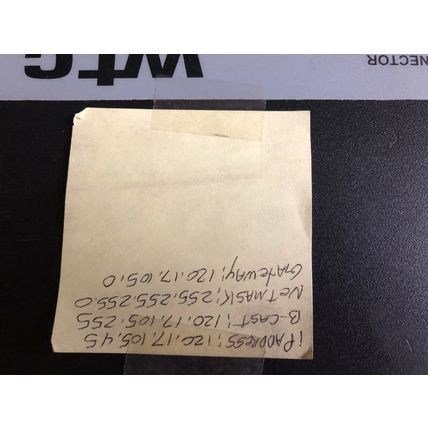 iPADDRESS; 120.17.105.45
B-CAST; 120.17.105.255
NETMASK; 255.255.255.0
GATEWAY; 120.17.105.0
NECTOR